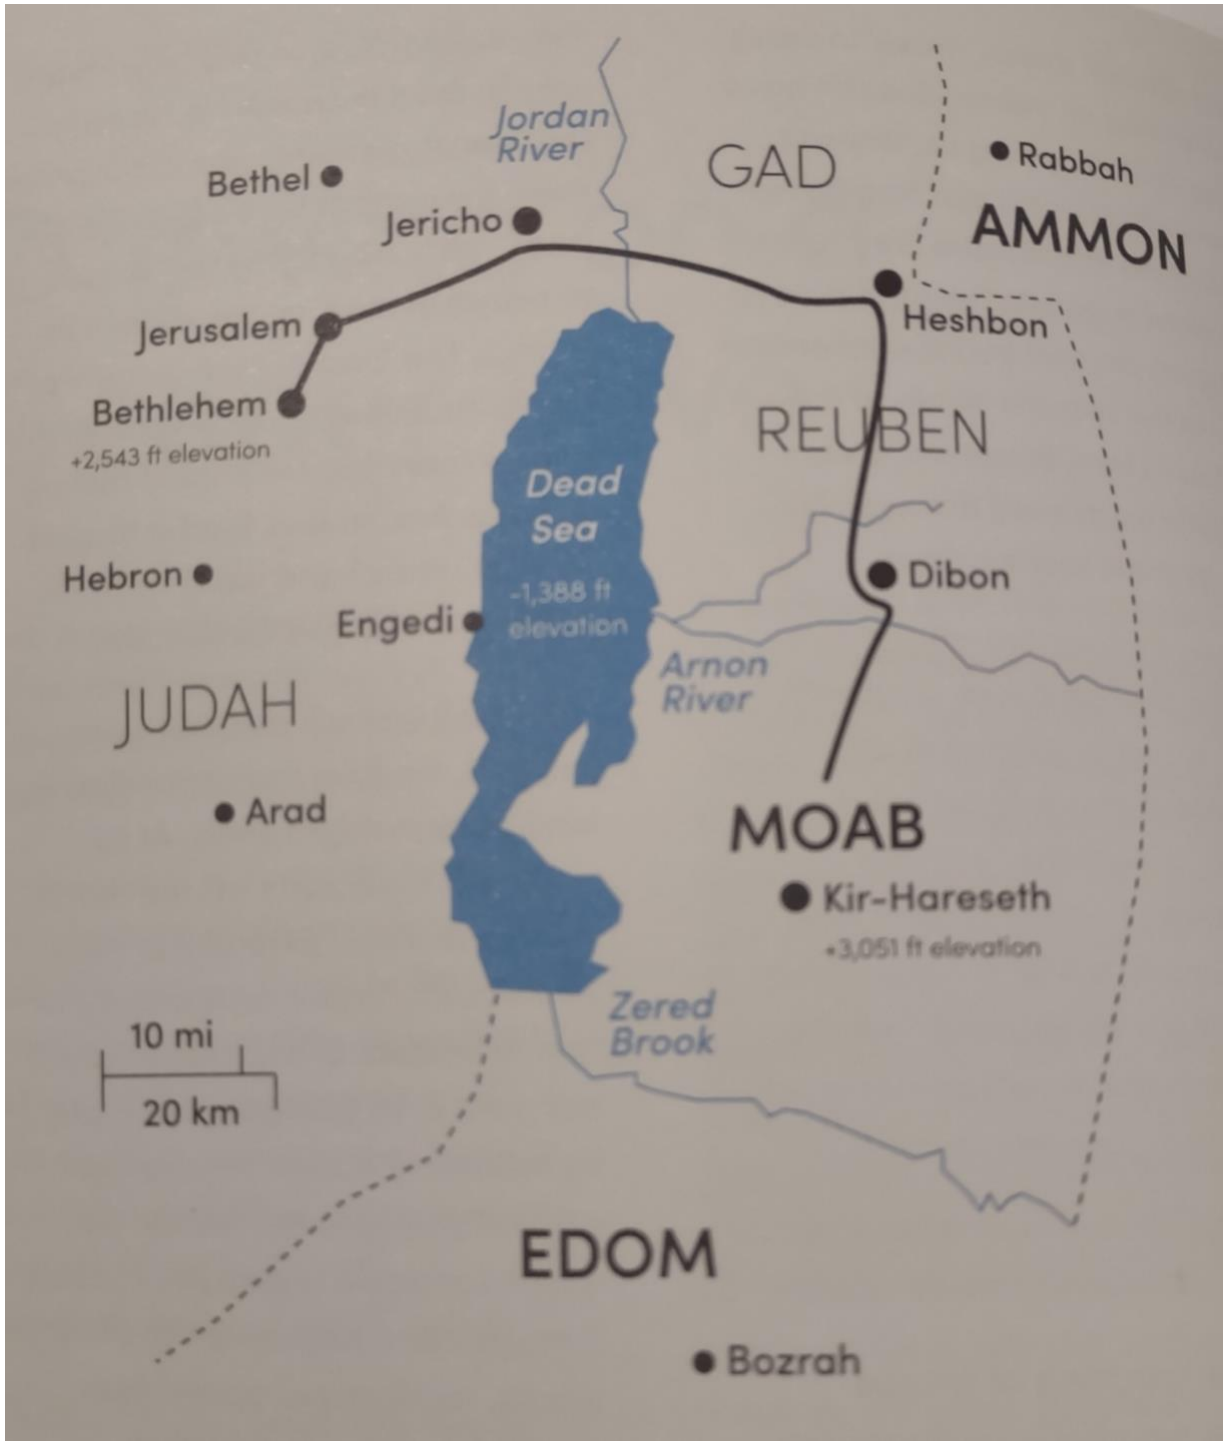 Jordan
River
GAD
Rabbah
Bethel
AMMON
Jericho
Heshbon
Jerusalem
Bethlehem
+2,543 ft elevation
REUBEN
Dead
Sea
-1,388 ft
elevation
Hebron
Dibon
Engedi
Arnon
River
JUDAH
Arad
MOAB
Kir-Hareseth
+3,051 ft elevation
Zered
Brook
10 mi
20 km
EDOM
Bozrah